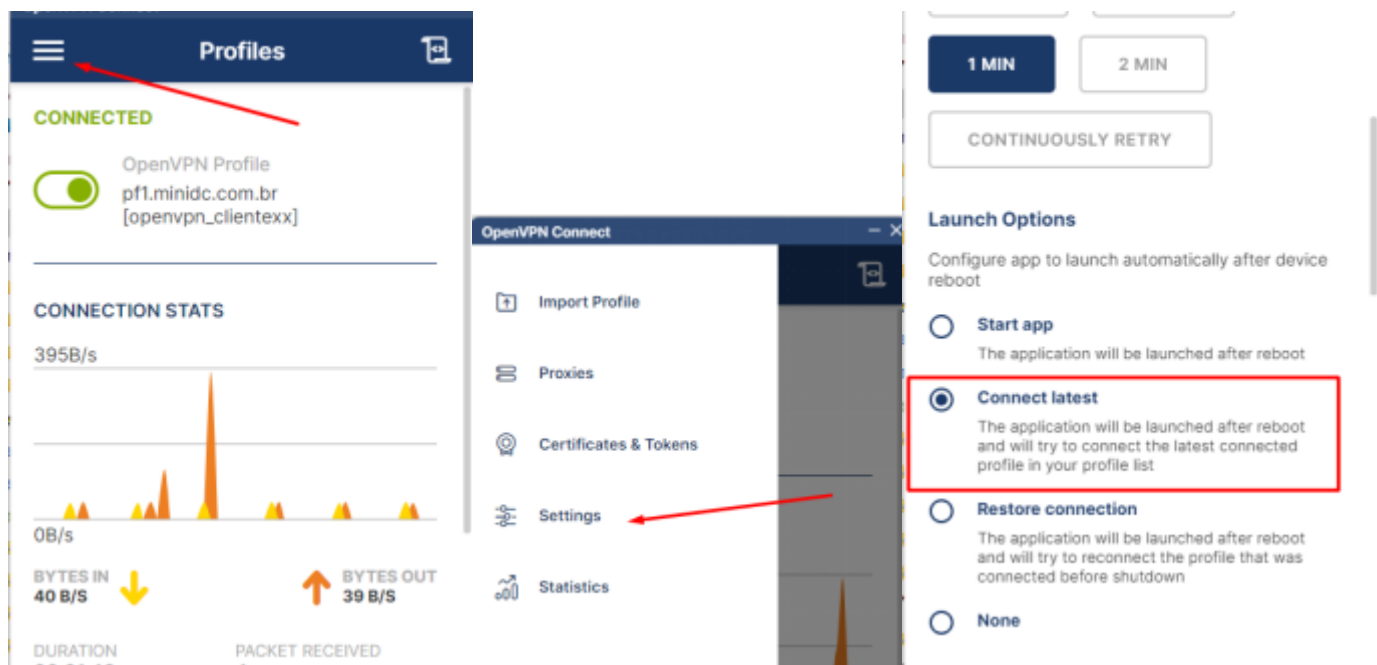 Profiles
CONNECTED
OpenVPN Profile
pf1.minidc.com.br
[openvpn_clientexx]
CONNECTION STATS
395B/s
0B/s
BYTES IN
40 B/S
BYTES OUT
39 B/S
DURATION
PACKET RECEIVED
OpenVPN Connect
Import Profile
Proxies
Certificates & Tokens
Settings
Statistics
1 MIN
2 MIN
CONTINUOUSLY RETRY
Launch Options
Configure app to launch automatically after device
reboot
Start app
The application will be launched after reboot
Connect latest
The application will be launched after reboot
and will try to connect the latest connected
profile in your profile list
Restore connection
The application will be launched after reboot
and will try to reconnect the profile that was
connected before shutdown
None